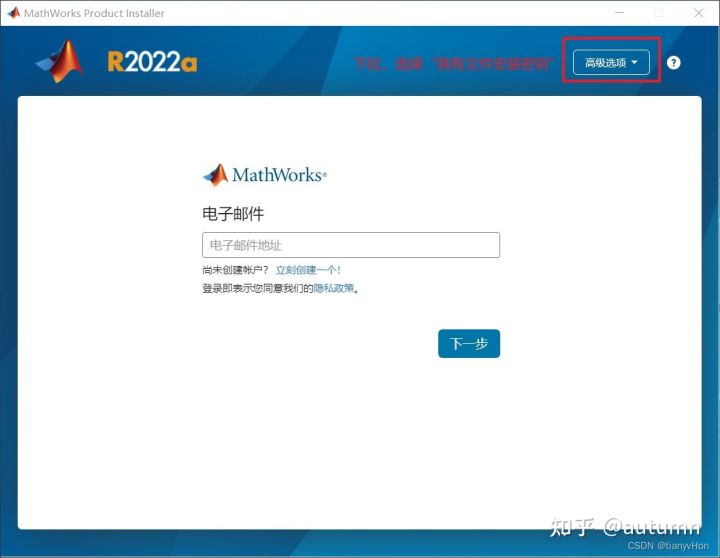 MathWorks Product Installer
R2022a
下拉，选择“我有文件安装密钥”
高级选项
?
MathWorks®
电子邮件
电子邮件地址
尚未创建帐户？ 立刻创建一个！
登录即表示您同意我们的隐私政策。
下一步
知乎 @autumn
CSDN @tianyvHon